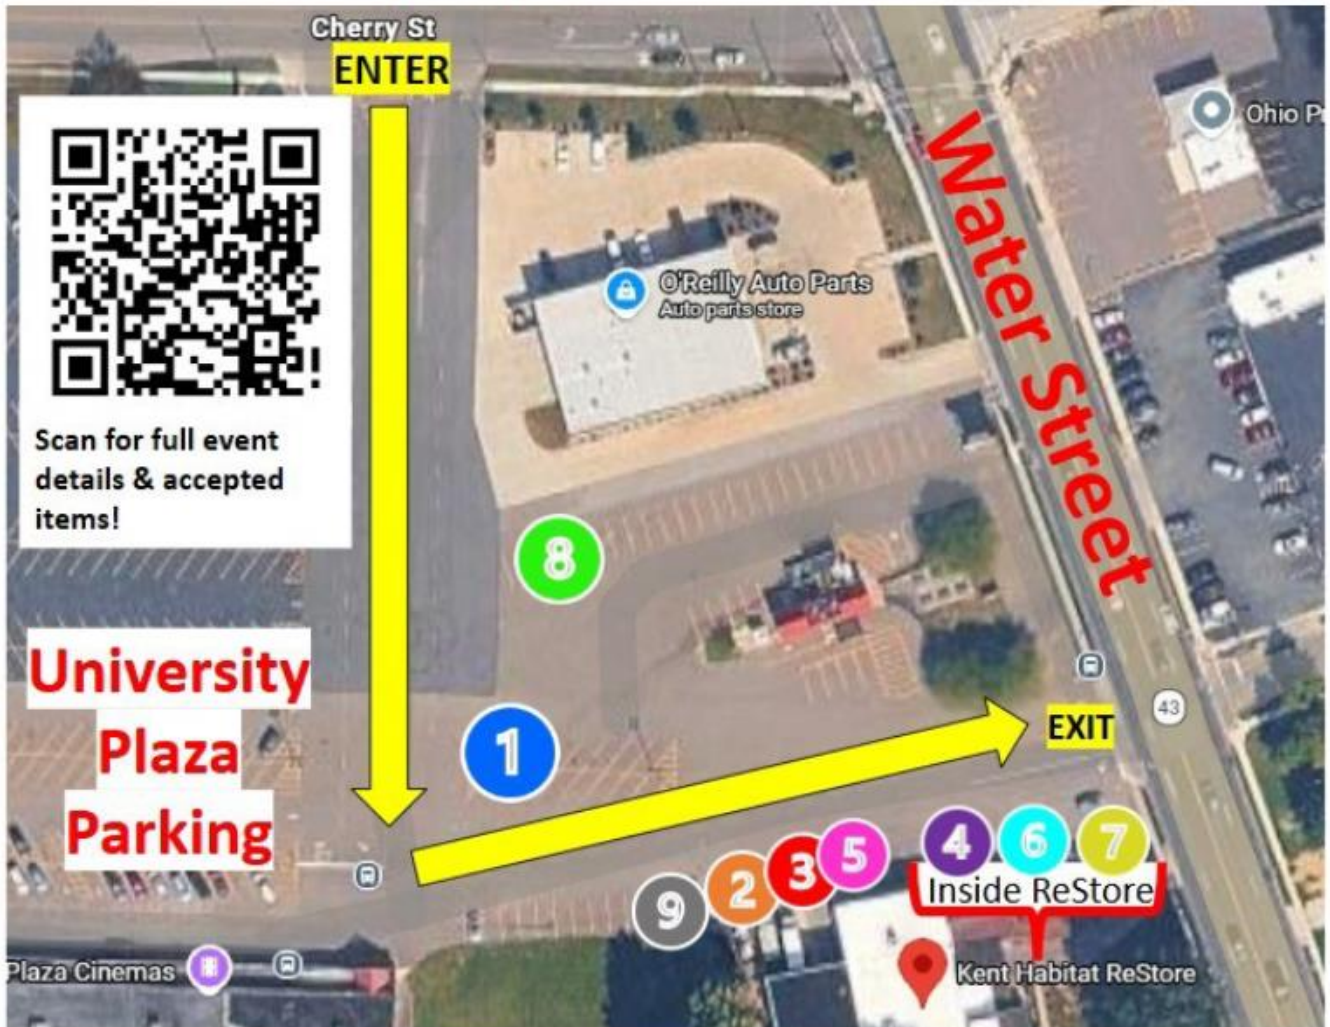 Cherry St
ENTER
Water Street
Ohio P
O'Reilly Auto Parts
Auto parts store
Scan for full event
details & accepted
items!
8
University
Plaza
Parking
1
EXIT
43
9
2
3
5
4
6
7
Inside ReStore
Plaza Cinemas
Kent Habitat ReStore